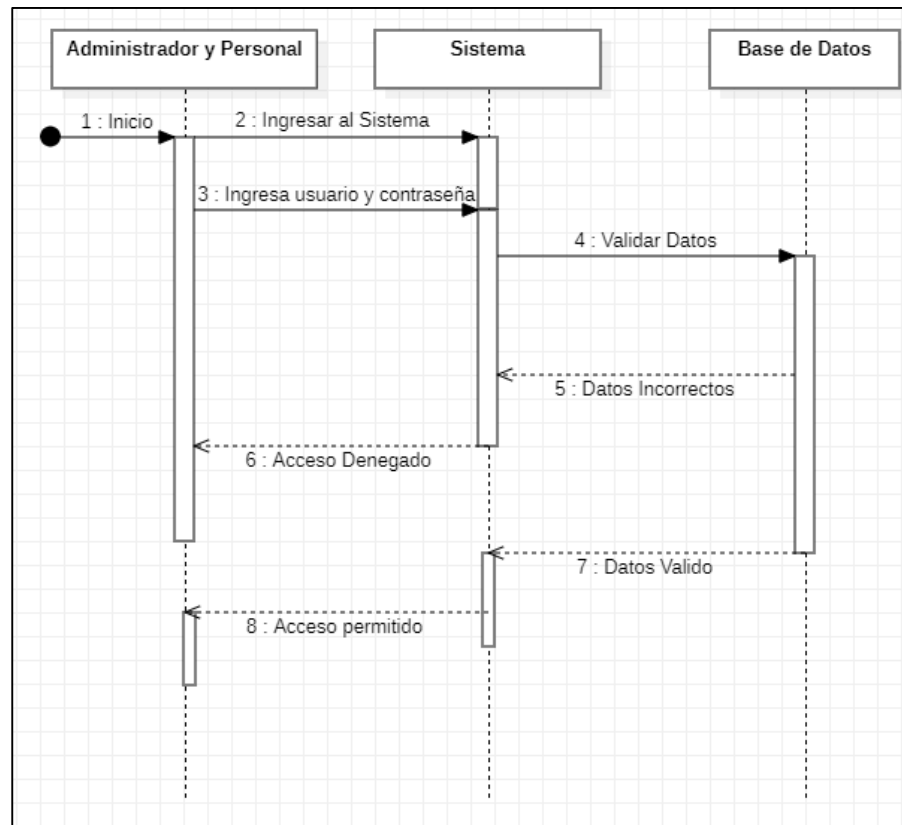 Administrador y Personal
Sistema
Base de Datos
1 : Inicio
2 : Ingresar al Sistema
3 : Ingresa usuario y contraseña
4 : Validar Datos
5 : Datos Incorrectos
6 : Acceso Denegado
7 : Datos Valido
8 : Acceso permitido